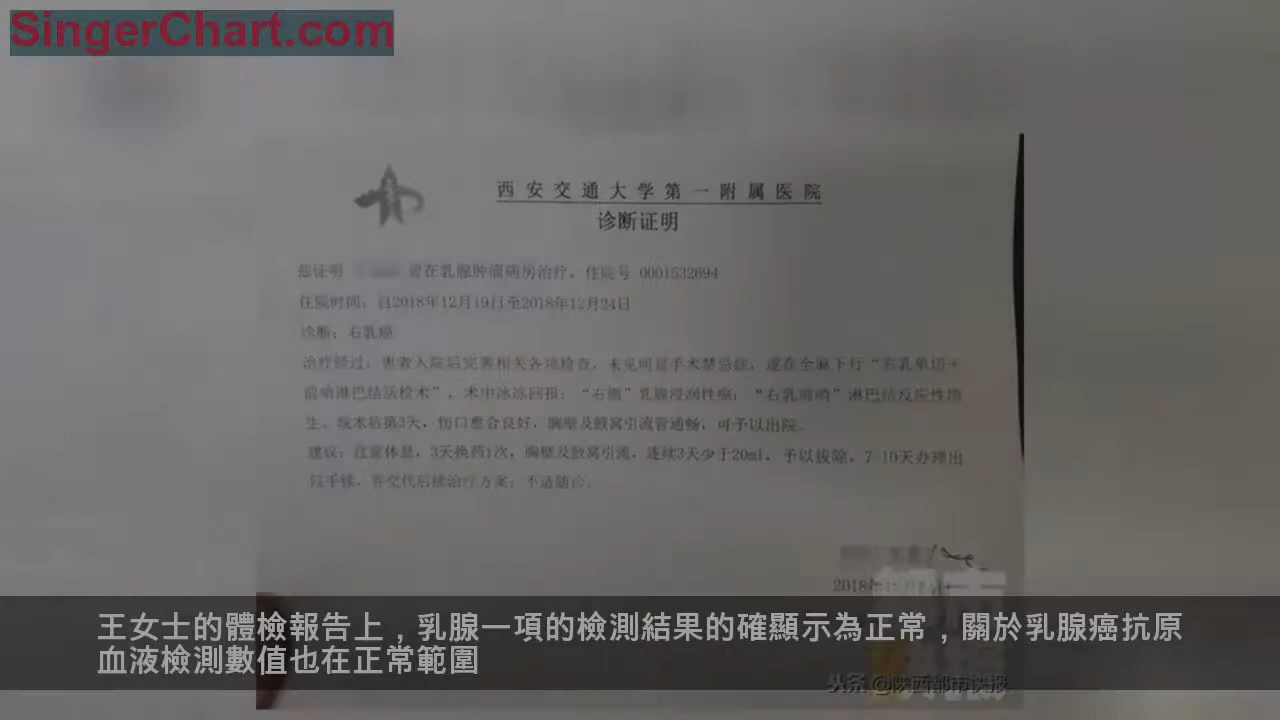 SingerChart.com
西安交通大学第一附属医院
诊断证明
兹证明 曾在乳腺肿瘤病房治疗。住院号 0001532694
住院时间：自2018年12月19日至2018年12月24日
诊断：右乳癌
治疗经过：患者入院后完善相关各项检查，未见明显手术禁忌症，遂在全麻下行“右乳单切+
前哨淋巴结活检术”，术中冰冻回报：“右侧”乳腺浸润性癌；“右乳前哨”淋巴结反应性增
生。现术后第3天，伤口愈合良好，胸壁及腋窝引流管通畅，可予以出院。
建议：注意休息，3天换药1次，胸壁及腋窝引流，连续3天少于20ml，予以拔除，7-10天办理出
院手续，并交代后续治疗方案；不适随诊。
2018年
王女士的體檢報告上，乳腺一項的檢測結果的確顯示為正常，關於乳腺癌抗原
血液檢測數值也在正常範圍
头条 @陕西都市快报